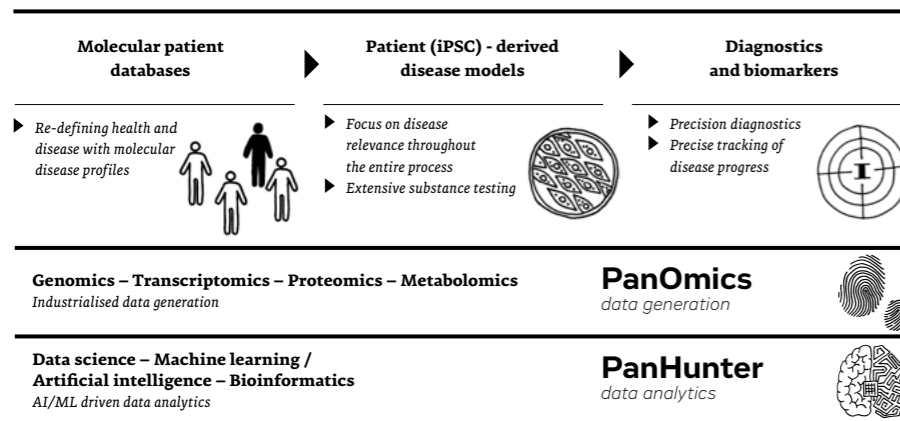 Molecular patient
databases
Patient (iPSC) - derived
disease models
Diagnostics
and biomarkers
Re-defining health and
disease with molecular
disease profiles
Focus on disease
relevance throughout
the entire process
Extensive substance testing
Precision diagnostics
Precise tracking of
disease progress
I
Genomics – Transcriptomics – Proteomics – Metabolomics
Industrialised data generation
PanOmics
data generation
Data science – Machine learning /
Artificial intelligence – Bioinformatics
AI/ML driven data analytics
PanHunter
data analytics